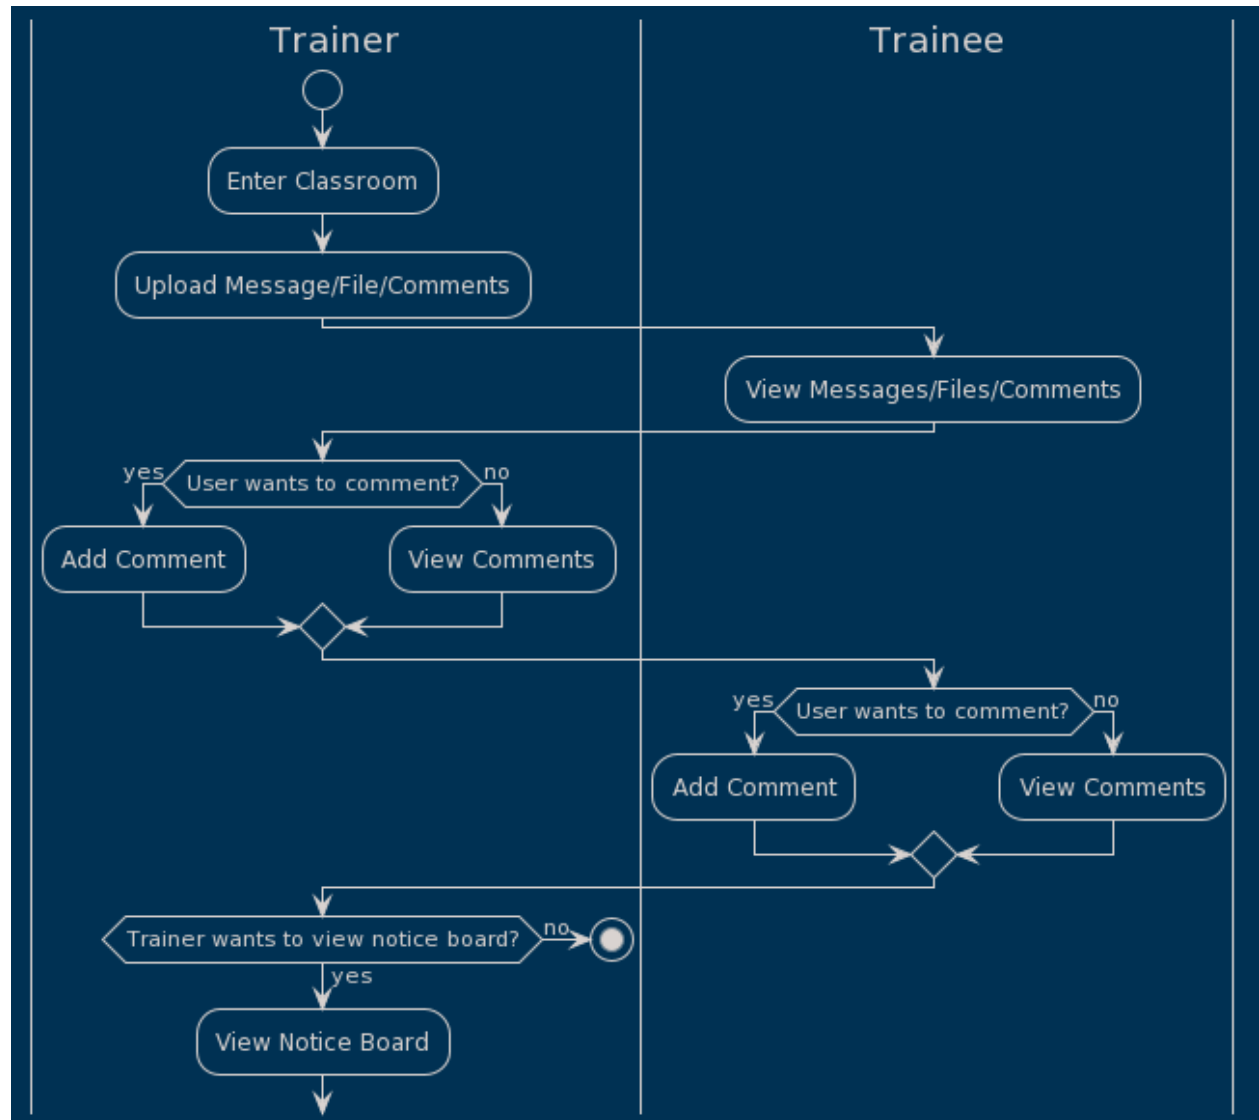 Trainer
Trainee
Enter Classroom
Upload Message/File/Comments
View Messages/Files/Comments
yes
User wants to comment?
no
Add Comment
View Comments
yes
User wants to comment?
no
Add Comment
View Comments
Trainer wants to view notice board?
no
yes
View Notice Board